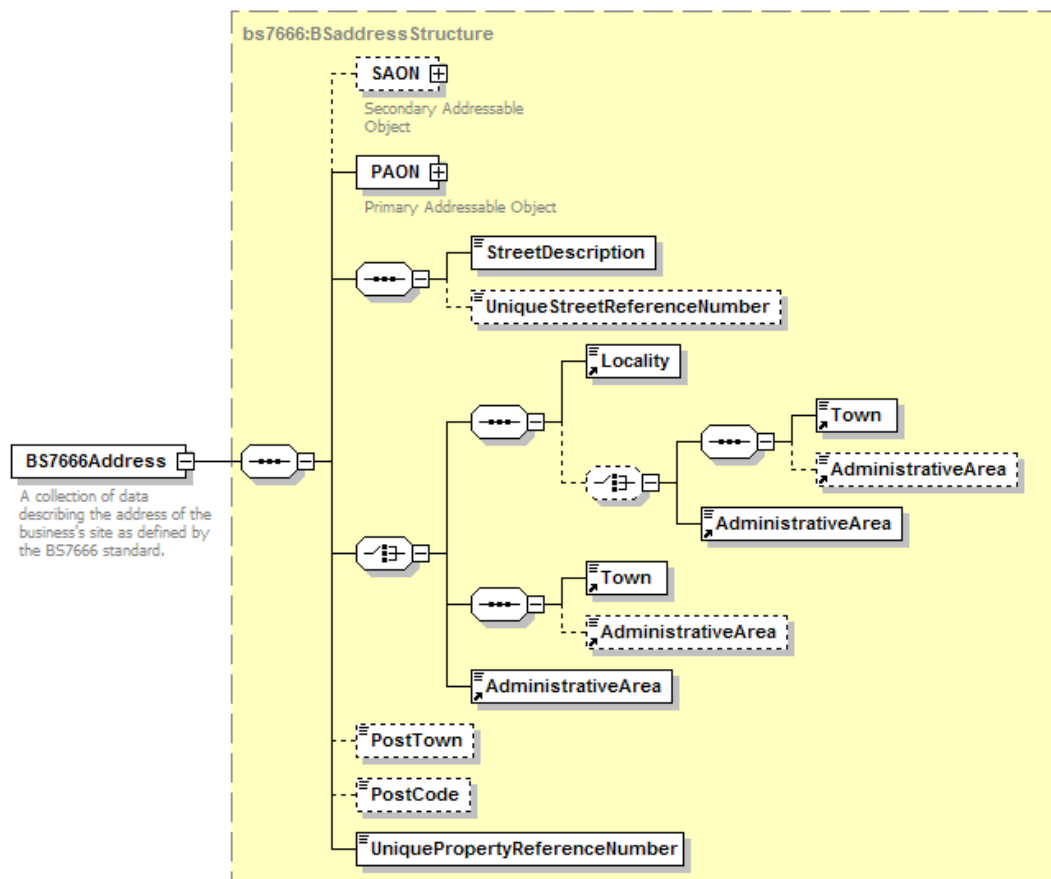 bs7666:BSaddressStructure
SAON
Secondary Addressable
Object
PAON
Primary Addressable Object
StreetDescription
UniqueStreetReferenceNumber
Locality
Town
AdministrativeArea
AdministrativeArea
BS7666Address
A collection of data
describing the address of the
business's site as defined by
the BS7666 standard.
Town
AdministrativeArea
AdministrativeArea
PostTown
PostCode
UniquePropertyReferenceNumber